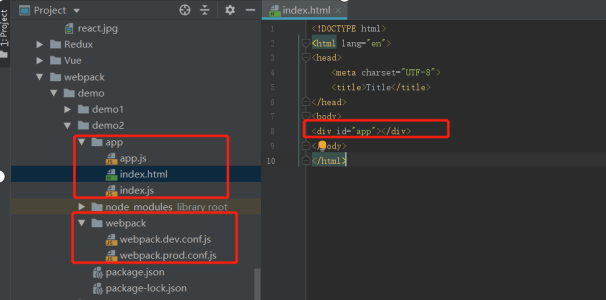 1: Project
Project
react.jpg
Redux
Vue
webpack
demo
demo1
demo2
app
app.js
index.html
index.js
node_modules library root
webpack
webpack.dev.conf.js
webpack.prod.conf.js
package.json
package-lock.json
index.html
1 <!DOCTYPE html>
2 <html lang="en">
3 <head>
4 <meta charset="UTF-8">
5 <title>Title</title>
6 </head>
7 <body>
8 <div id="app"></div>
9 </body>
10 </html>